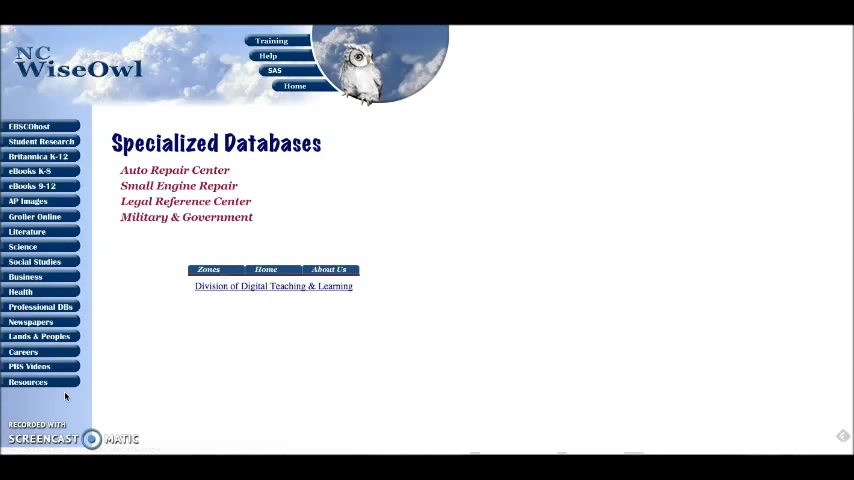 NC
WiseOwl
Training
Help
SAS
Home
EBSCOhost
Student Research
Britannica K-12
eBooks K-8
eBooks 9-12
AP Images
Grolier Online
Literature
Science
Social Studies
Business
Health
Professional DBs
Newspapers
Lands & Peoples
Careers
PBS Videos
Resources
Specialized Databases
Auto Repair Center
Small Engine Repair
Legal Reference Center
Military & Government
Zones Home About Us
Division of Digital Teaching & Learning
RECORDED WITH
SCREENCAST MATIC